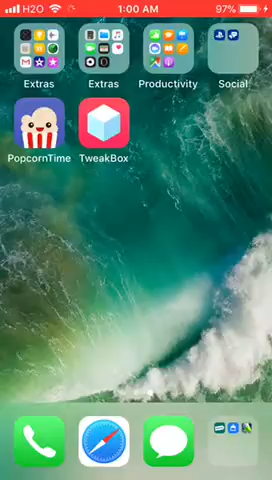 H2O 1:00 AM 97%
Extras Extras Productivity Social
PopcornTime TweakBox